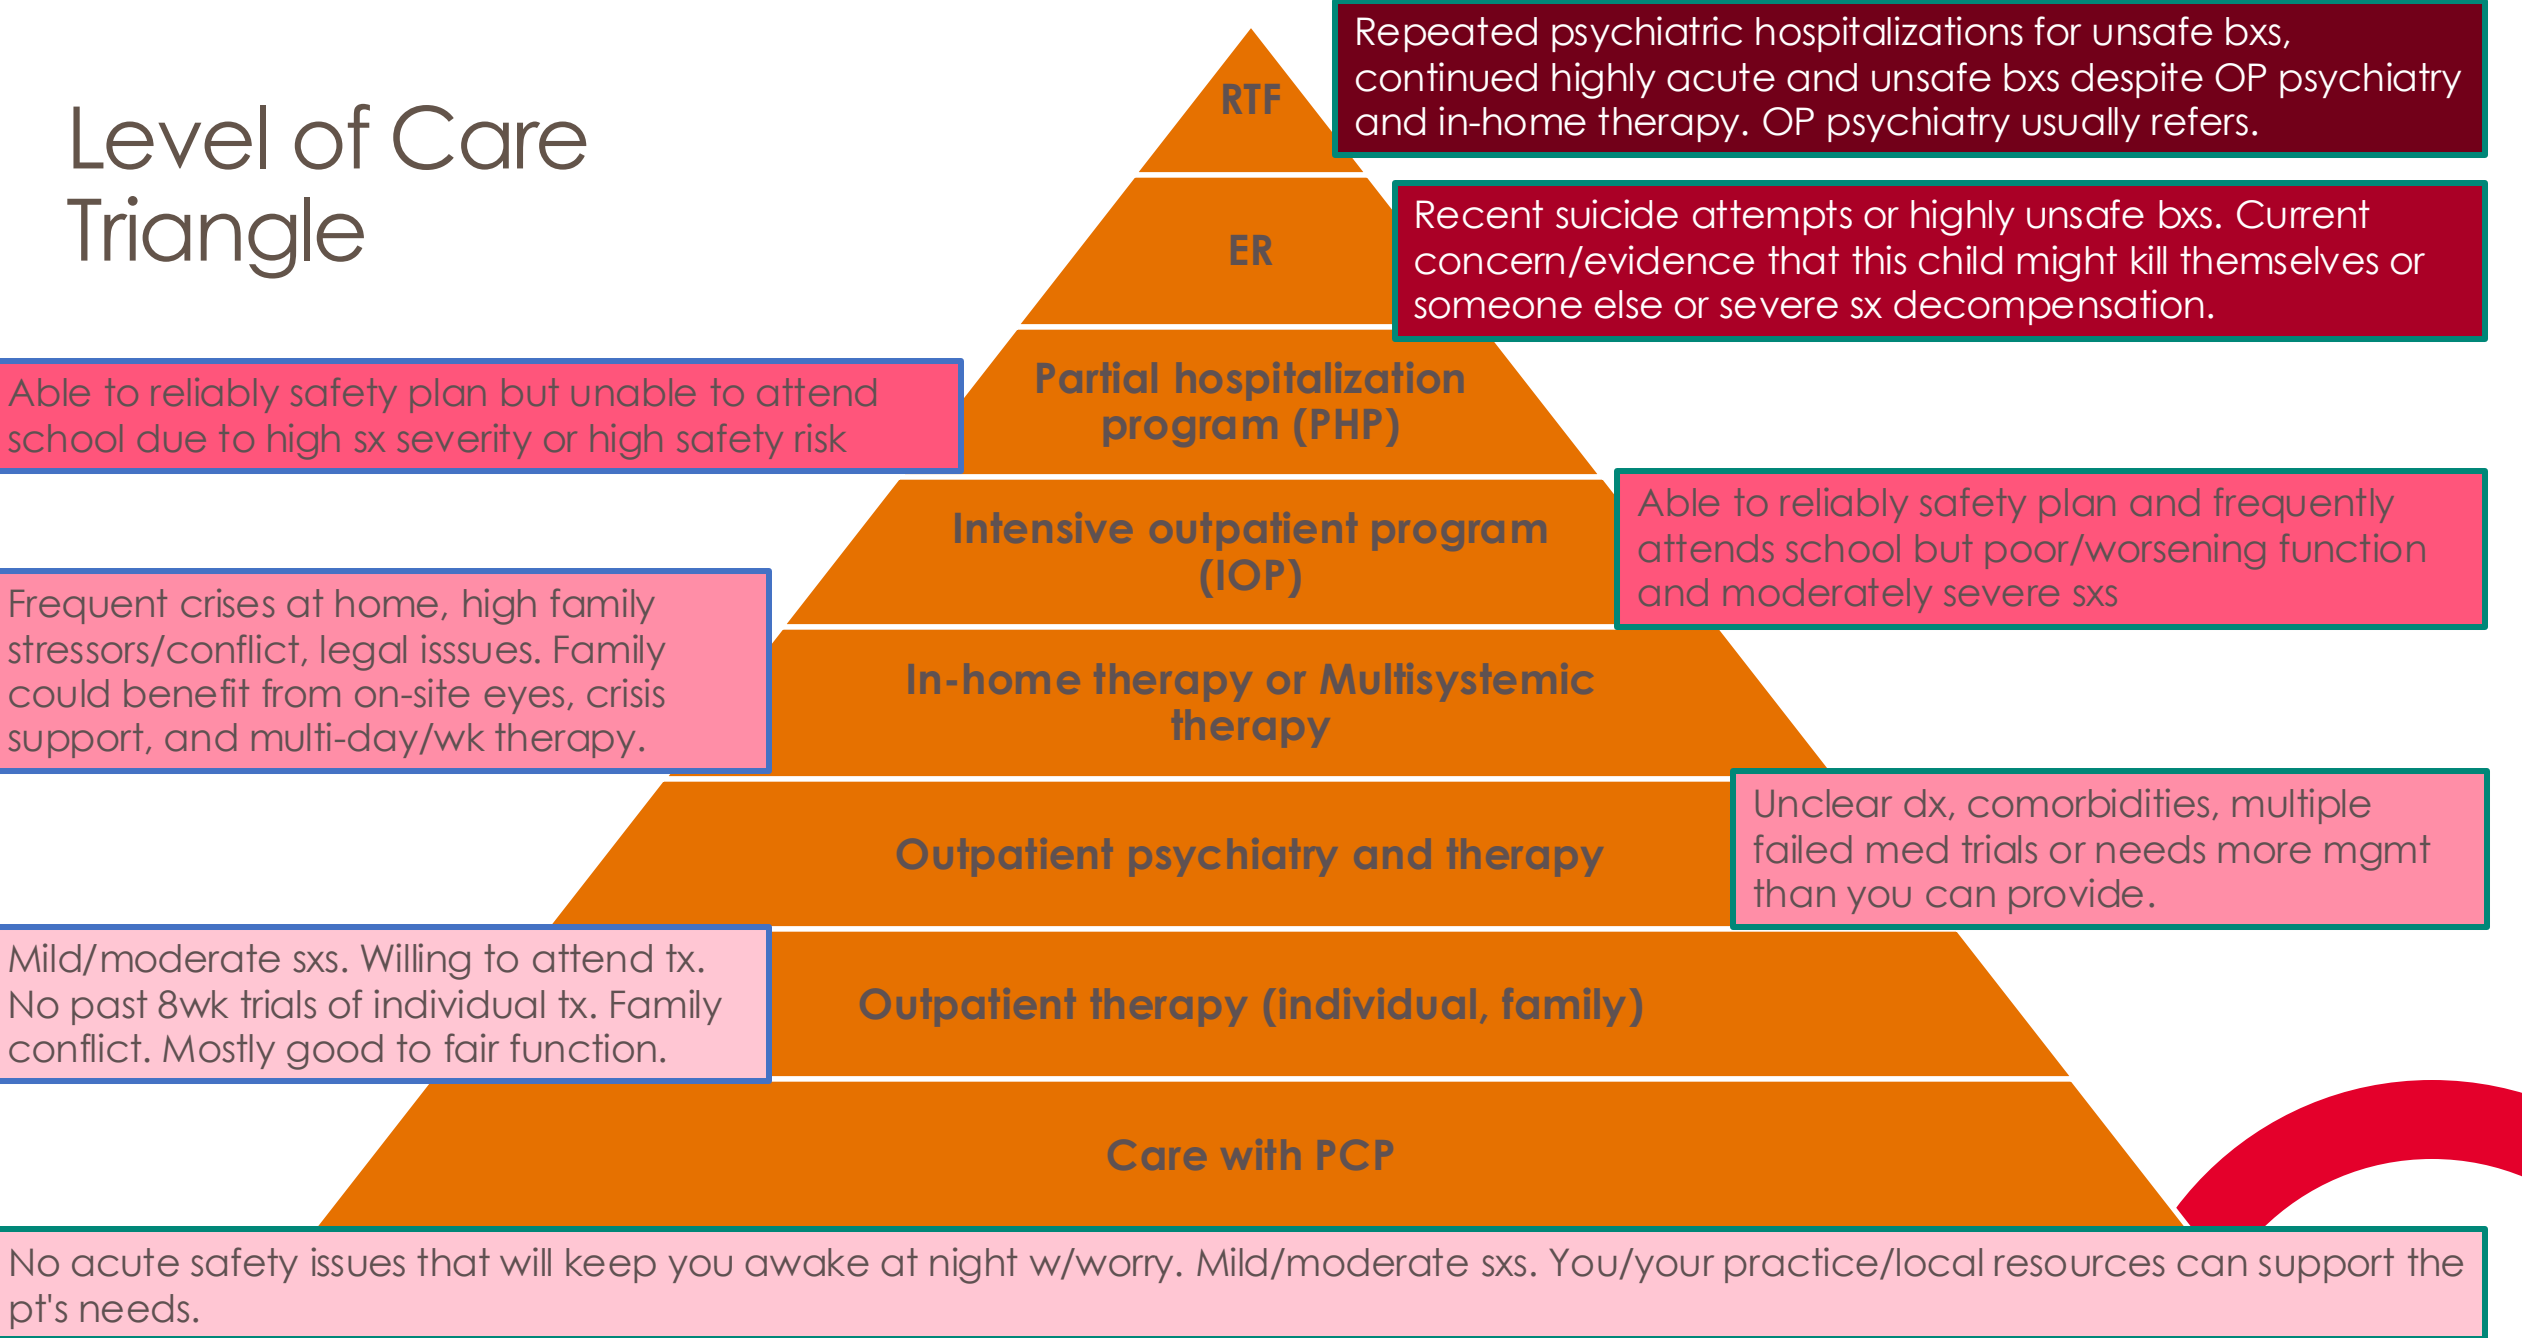 Level of Care
Triangle
RTF
Repeated psychiatric hospitalizations for unsafe bxs,
continued highly acute and unsafe bxs despite OP psychiatry
and in-home therapy. OP psychiatry usually refers.
ER
Recent suicide attempts or highly unsafe bxs. Current
concern/evidence that this child might kill themselves or
someone else or severe sx decompensation.
Partial hospitalization
program (PHP)
Able to reliably safety plan but unable to attend
school due to high sx severity or high safety risk
Intensive outpatient program
(IOP)
Able to reliably safety plan and frequently
attends school but poor/worsening function
and moderately severe sxs
In-home therapy or Multisystemic
therapy
Frequent crises at home, high family
stressors/conflict, legal isssues. Family
could benefit from on-site eyes, crisis
support, and multi-day/wk therapy.
Outpatient psychiatry and therapy
Unclear dx, comorbidities, multiple
failed med trials or needs more mgmt
than you can provide.
Outpatient therapy (individual, family)
Mild/moderate sxs. Willing to attend tx.
No past 8wk trials of individual tx. Family
conflict. Mostly good to fair function.
Care with PCP
No acute safety issues that will keep you awake at night w/worry. Mild/moderate sxs. You/your practice/local resources can support the
pt's needs.